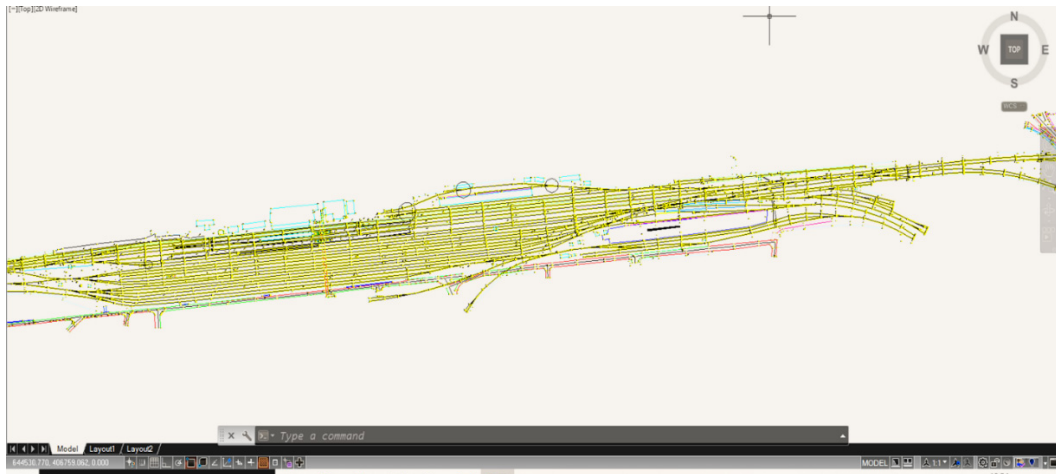 [−][Top][2D Wireframe]
N
W
TOP
E
S
WCS
Type a command
Model
Layout1
Layout2
MODEL
1:1